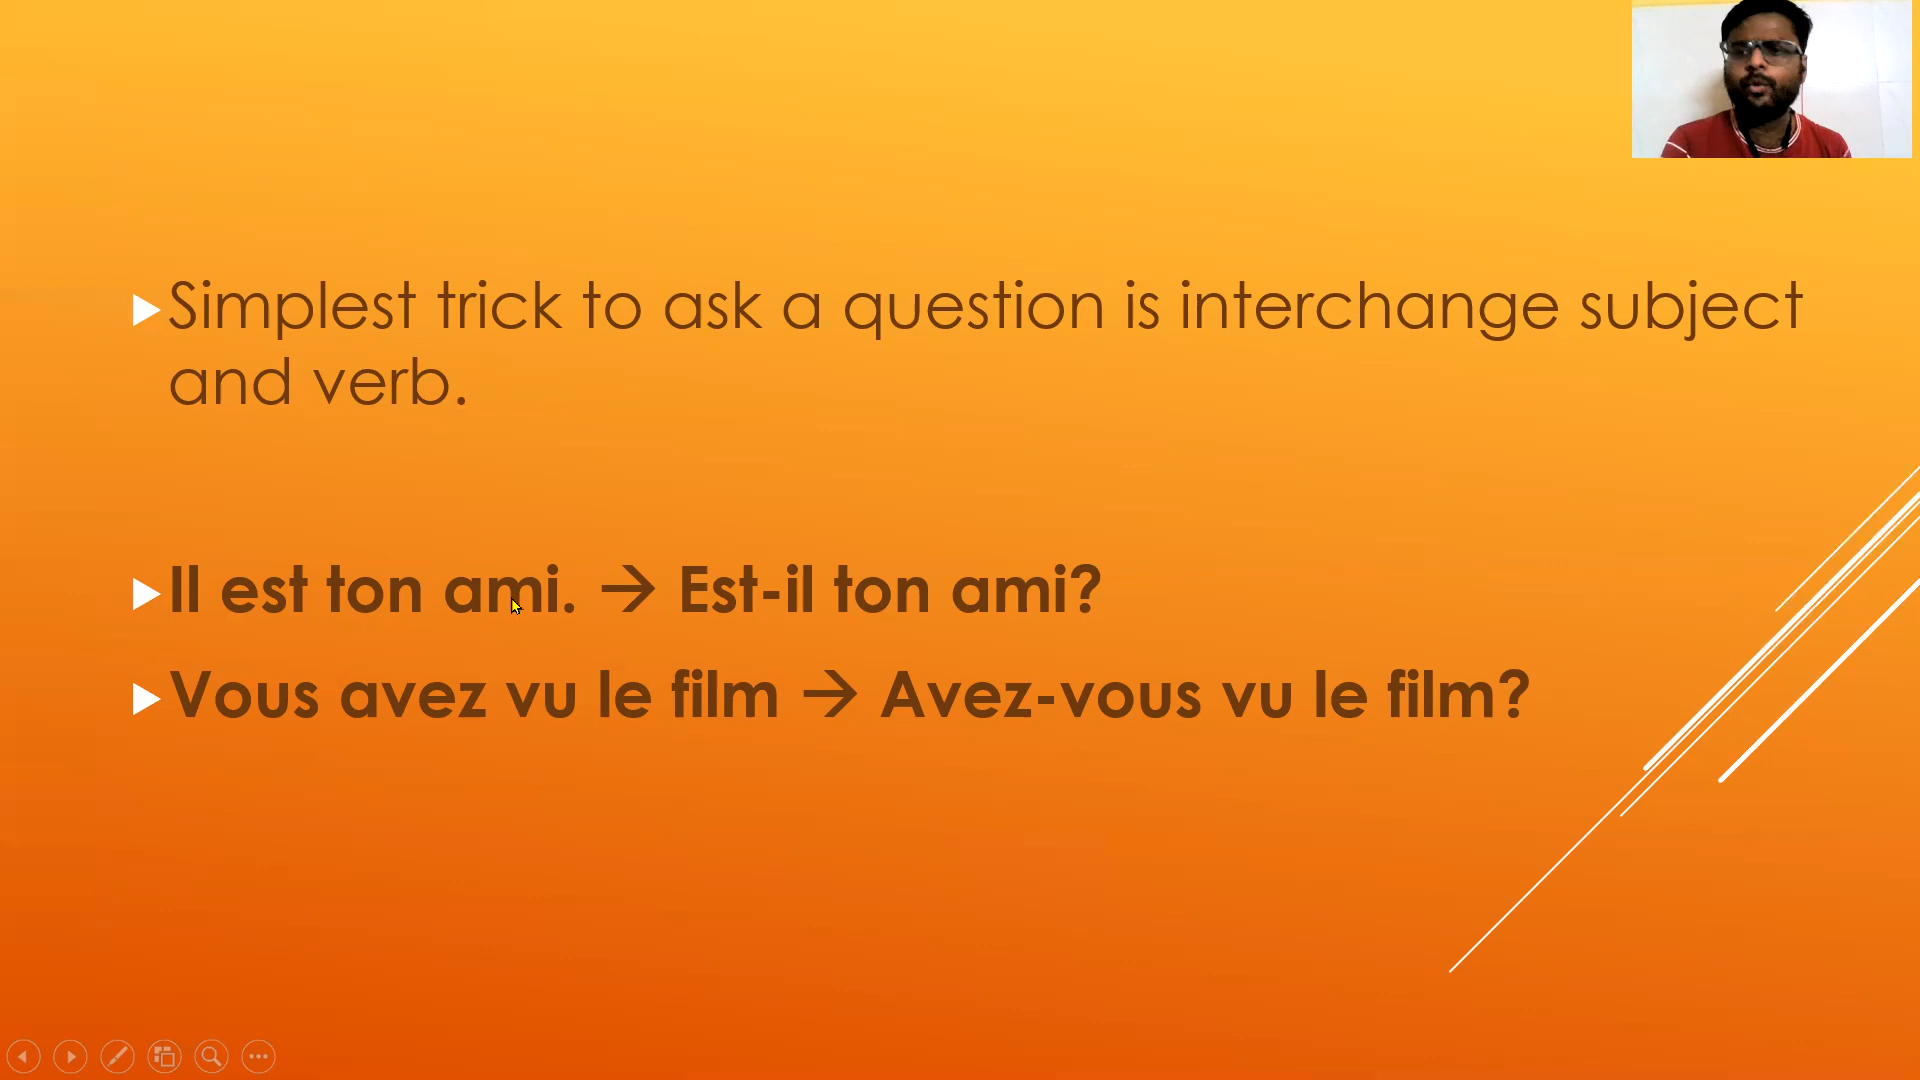 Simplest trick to ask a question is interchange subject
and verb.
Il est ton ami. → Est-il ton ami?
Vous avez vu le film → Avez-vous vu le film?